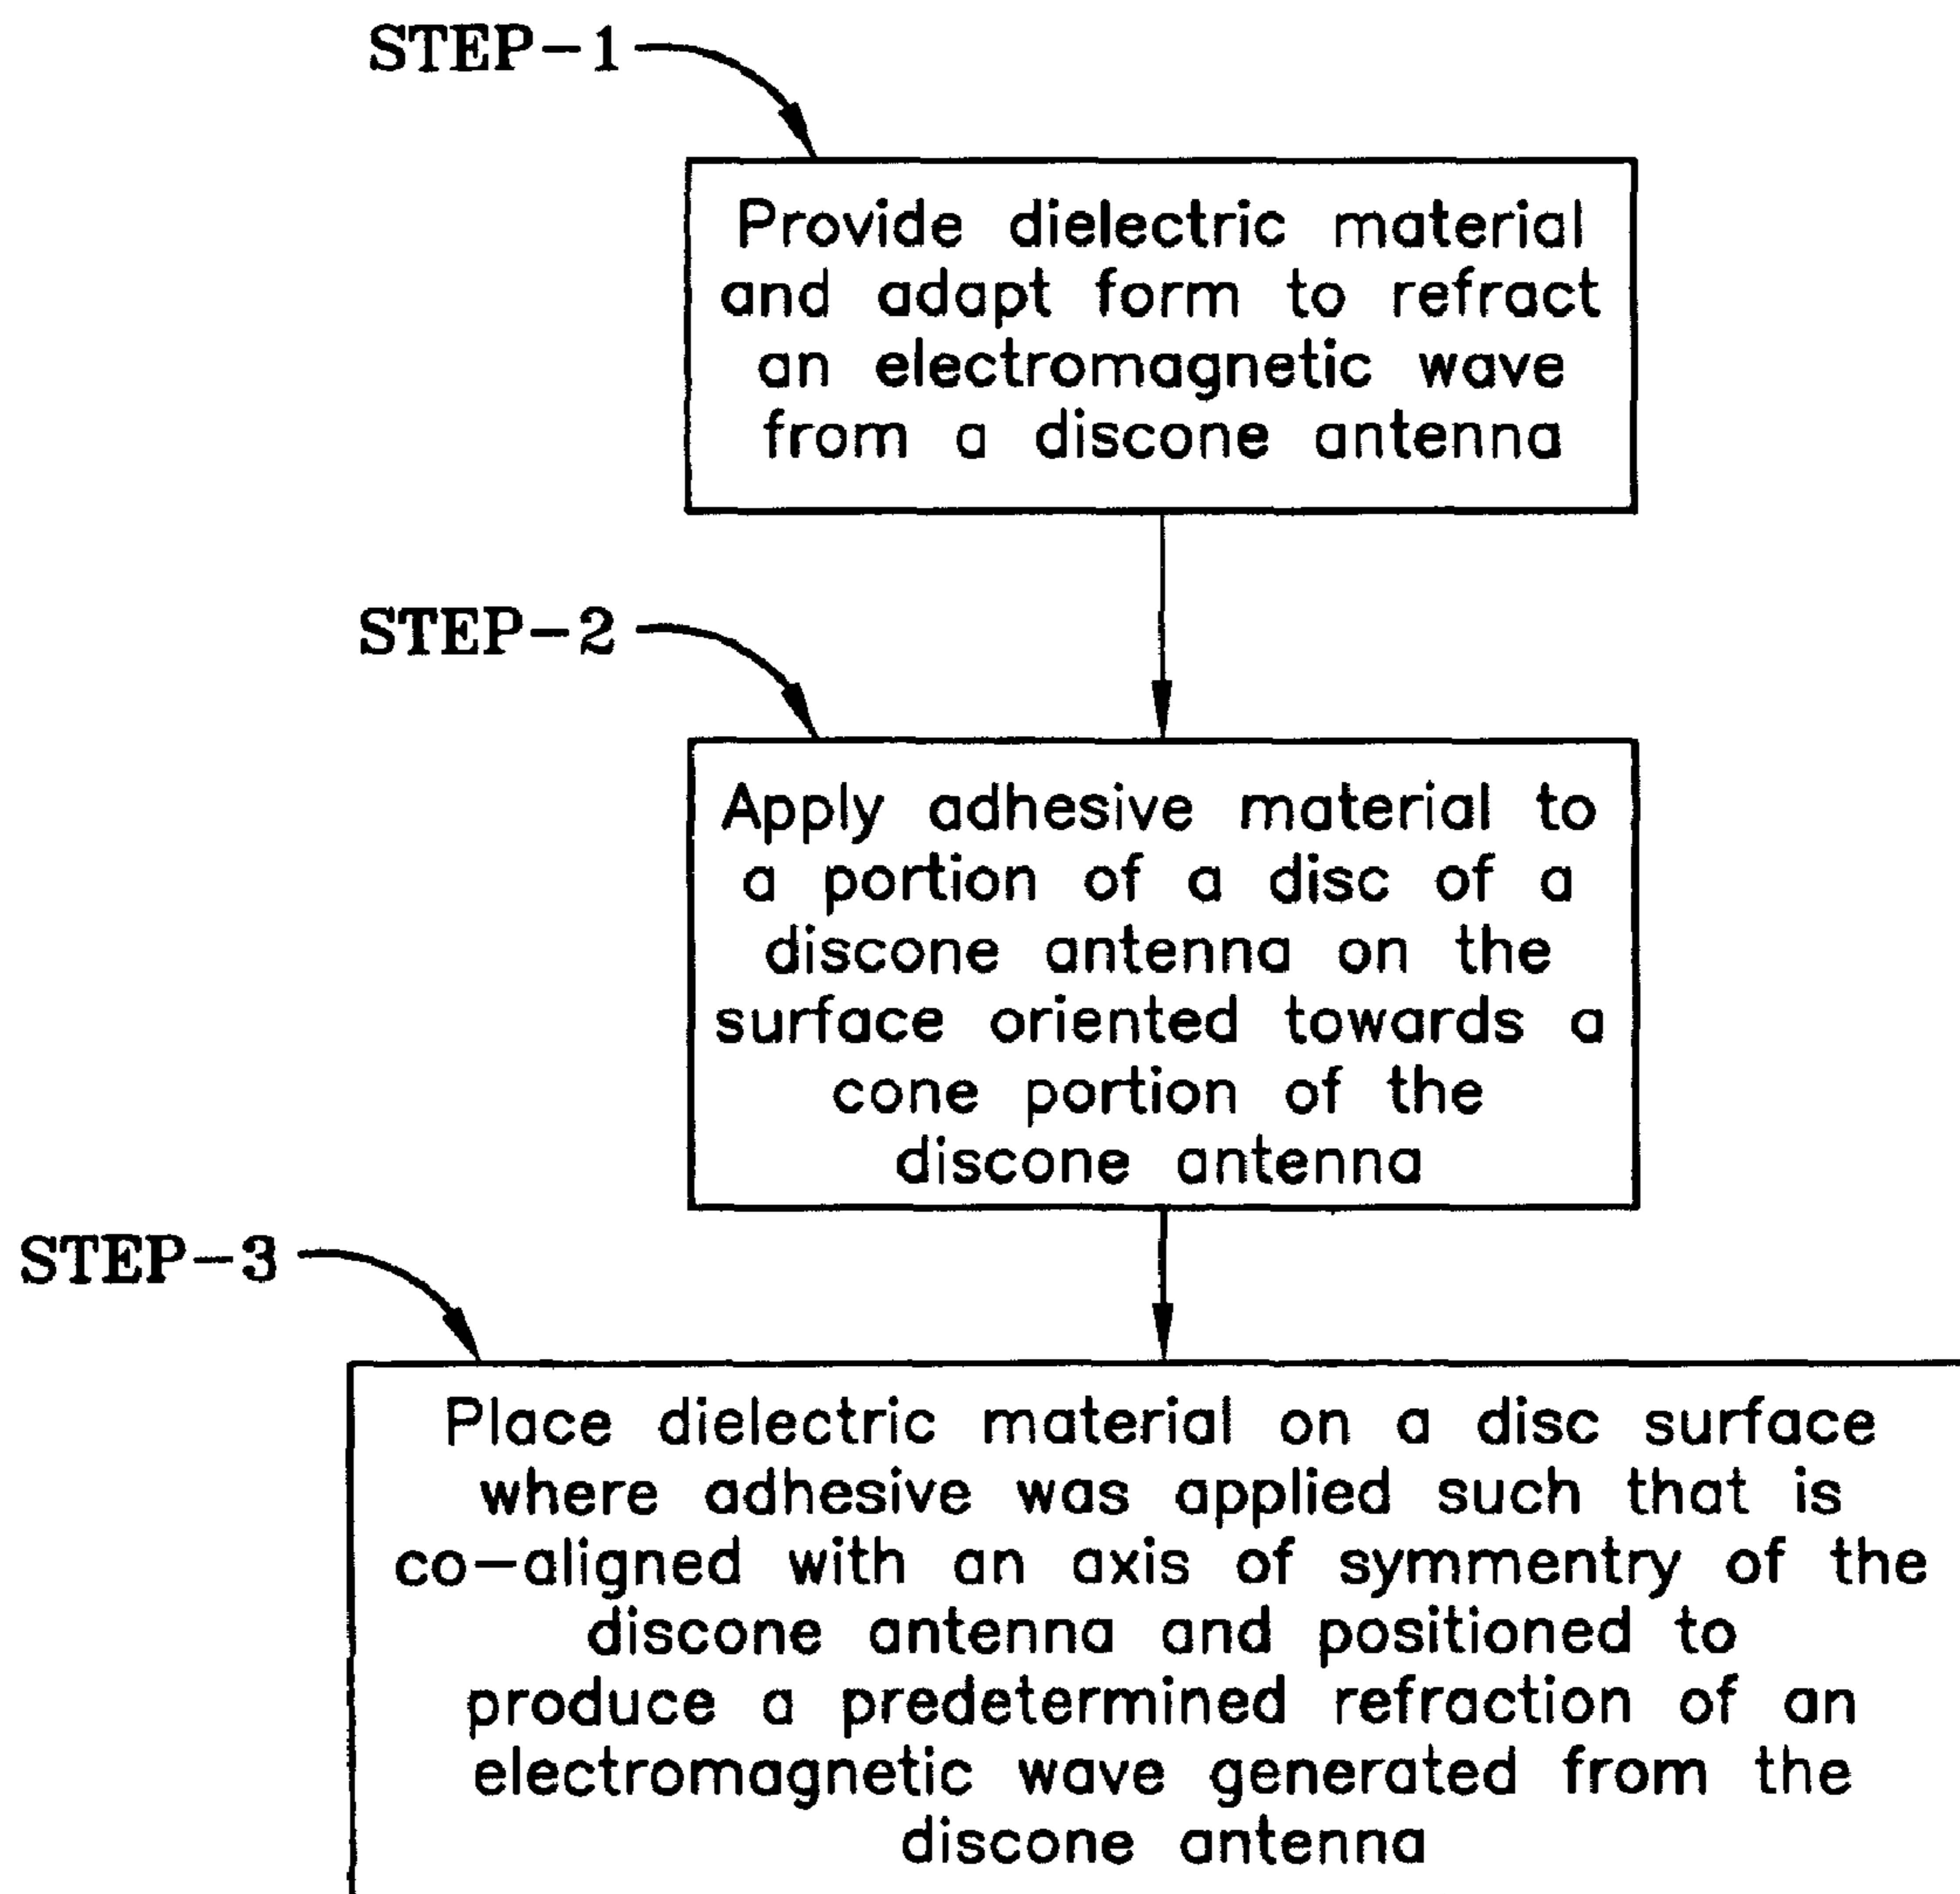 STEP-1
Provide dielectric material
and adapt form to refract
an electromagnetic wave
from a discone antenna
STEP-2
Apply adhesive material to
a portion of a disc of a
discone antenna on the
surface oriented towards a
cone portion of the
discone antenna
STEP-3
Place dielectric material on a disc surface
where adhesive was applied such that is
co-aligned with an axis of symmentry of the
discone antenna and positioned to
produce a predetermined refraction of an
electromagnetic wave generated from the
discone antenna